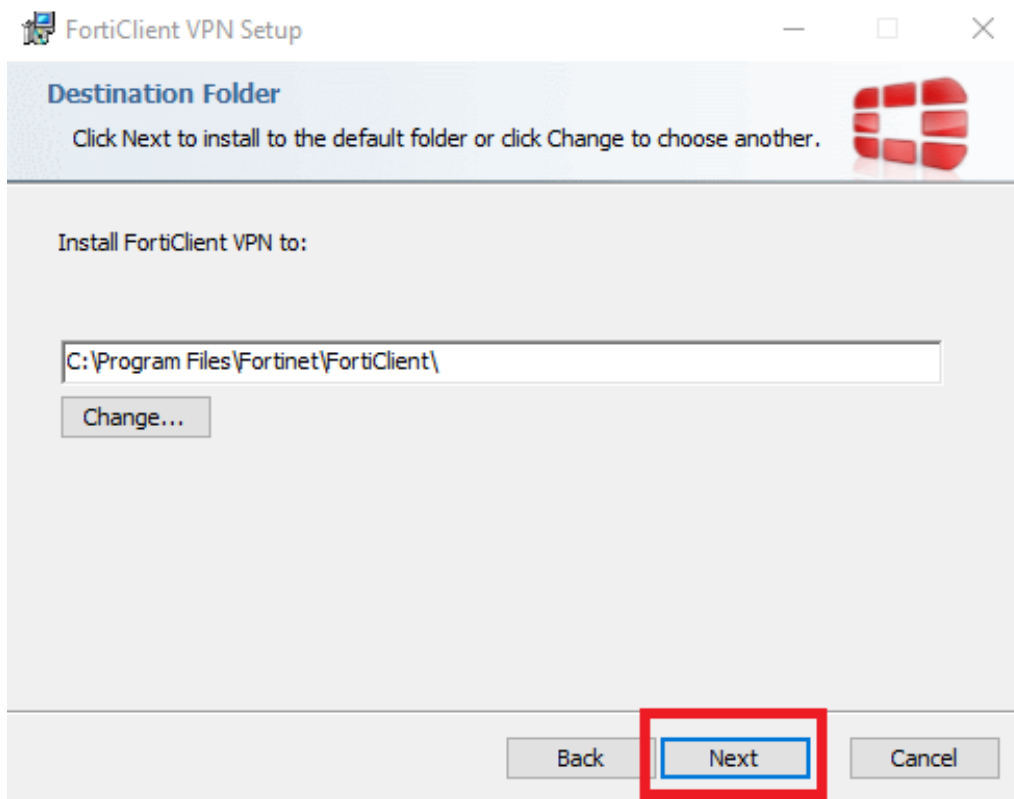 FortiClient VPN Setup
Destination Folder
Click Next to install to the default folder or click Change to choose another.
Install FortiClient VPN to:
C:\Program Files\Fortinet\FortiClient\
Change...
Back Next Cancel